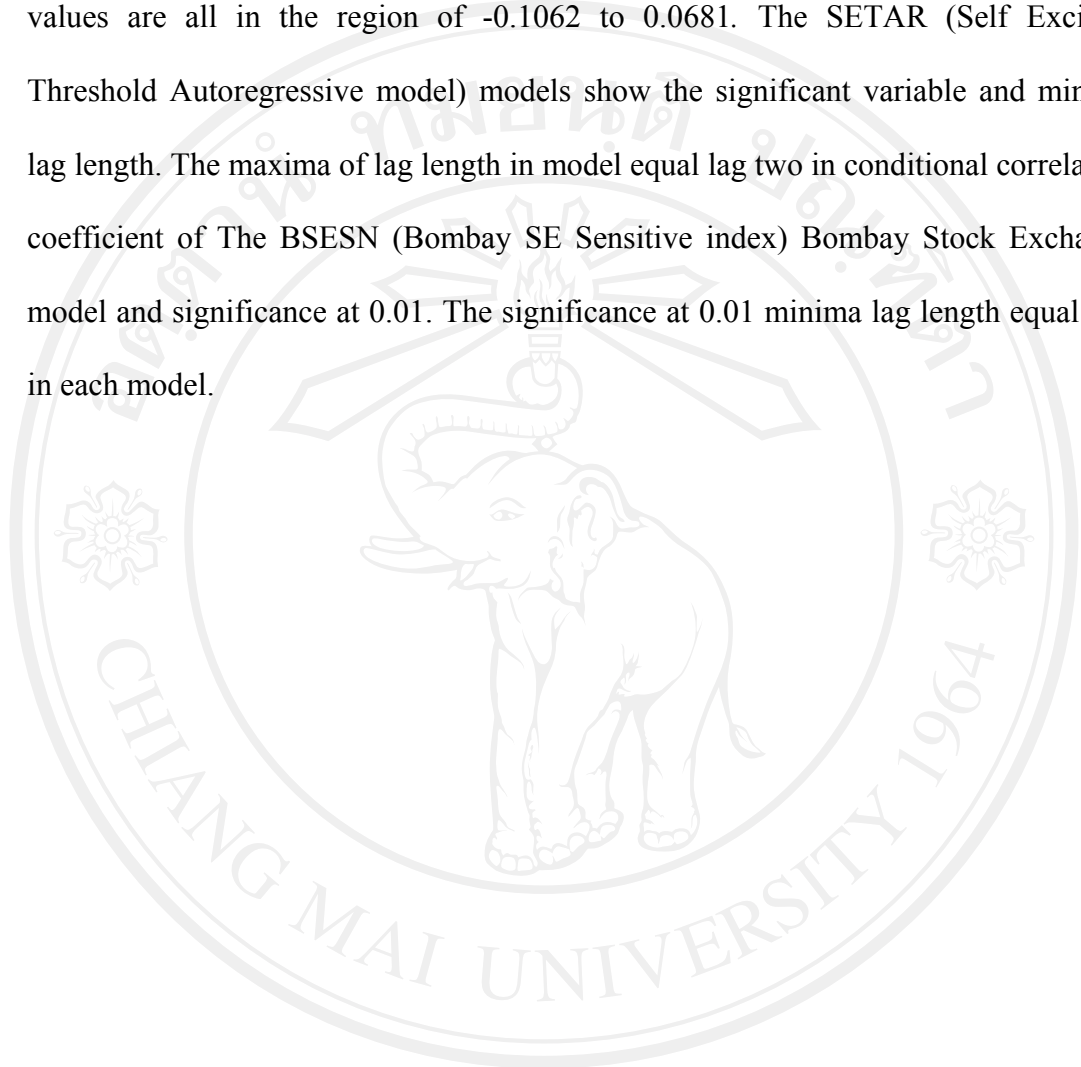 values are all in the region of -0.1062 to 0.0681. The SETAR (Self Exci
Threshold Autoregressive model) models show the significant variable and min
lag length. The maxima of lag length in model equal lag two in conditional correla
coefficient of The BSESN (Bombay SE Sensitive index) Bombay Stock Excha
model and significance at 0.01. The significance at 0.01 minima lag length equal
in each model.
CHIANG MAI UNIVERSITY 1964